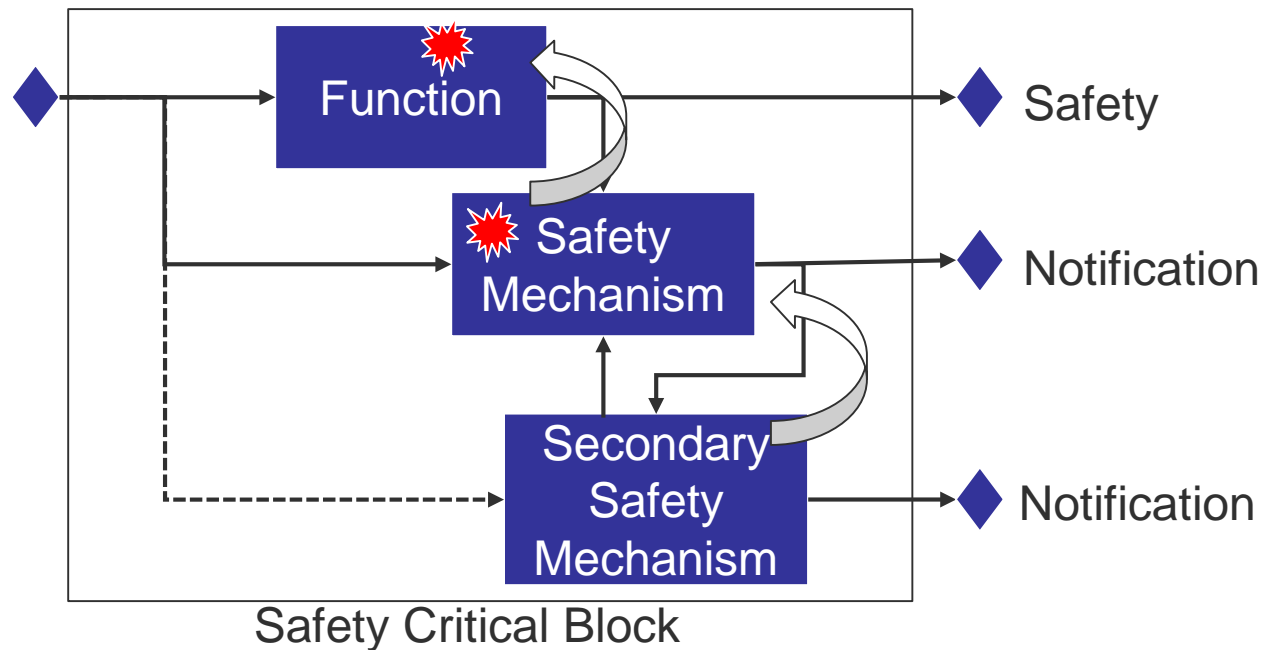 Function
Safety
Safety
Mechanism
Notification
Secondary
Safety
Mechanism
Notification
Safety Critical Block